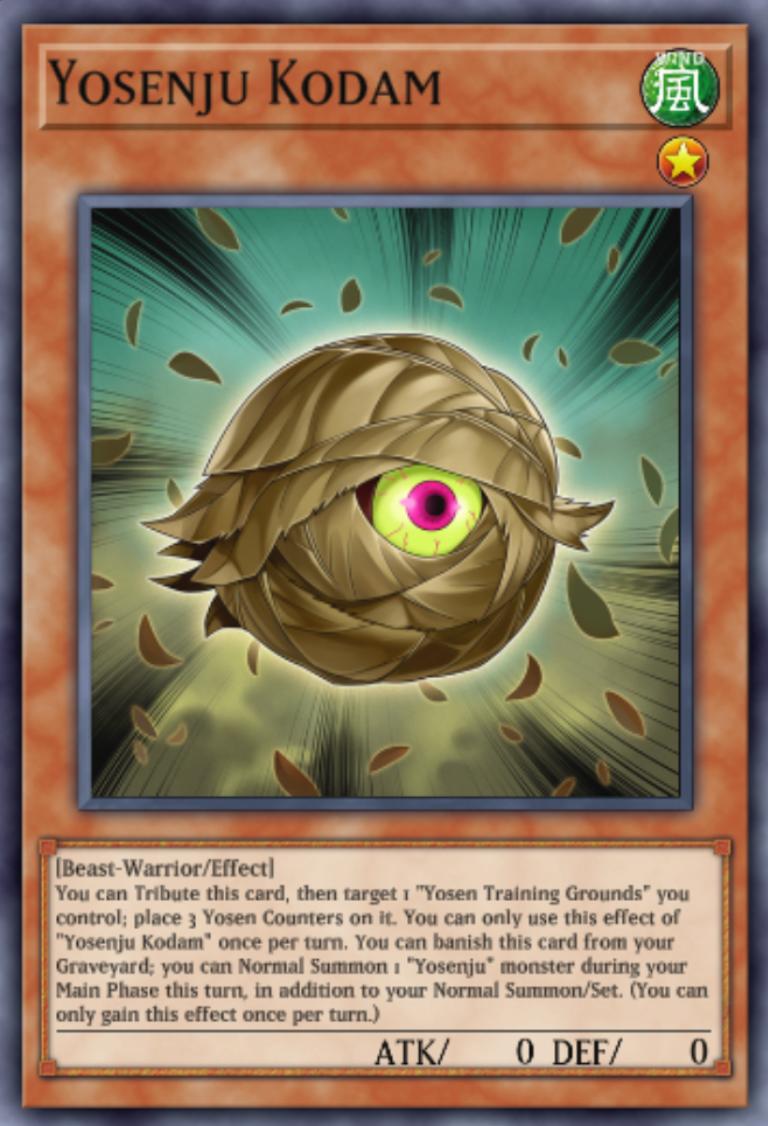 Yosenju Kodam
WIND
風
[Beast-Warrior/Effect]
You can Tribute this card, then target 1 "Yosen Training Grounds" you
control; place 3 Yosen Counters on it. You can only use this effect of
"Yosenju Kodam" once per turn. You can banish this card from your
Graveyard; you can Normal Summon 1 "Yosenju" monster during your
Main Phase this turn, in addition to your Normal Summon/Set. (You can
only gain this effect once per turn.)
ATK/ 0 DEF/ 0